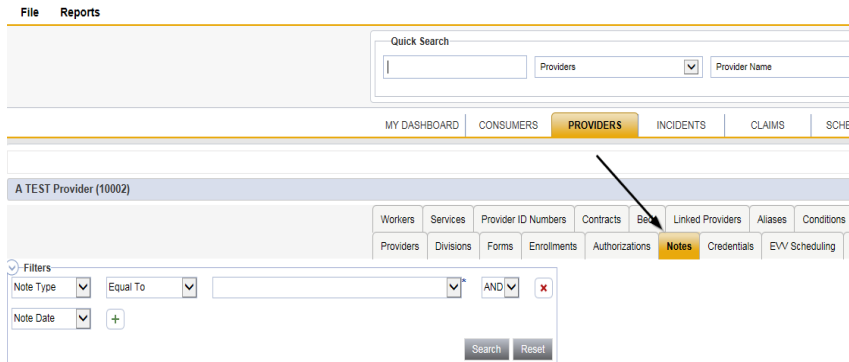 File Reports
Quick Search
Providers Provider Name
MY DASHBOARD CONSUMERS PROVIDERS INCIDENTS CLAIMS SCHE
A TEST Provider (10002)
Workers Services Provider ID Numbers Contracts Linked Providers Aliases Conditions
Providers Divisions Forms Enrollments Authorizations Notes Credentials EVV Scheduling
Filters
Note Type Equal To * AND
Note Date
Search Reset